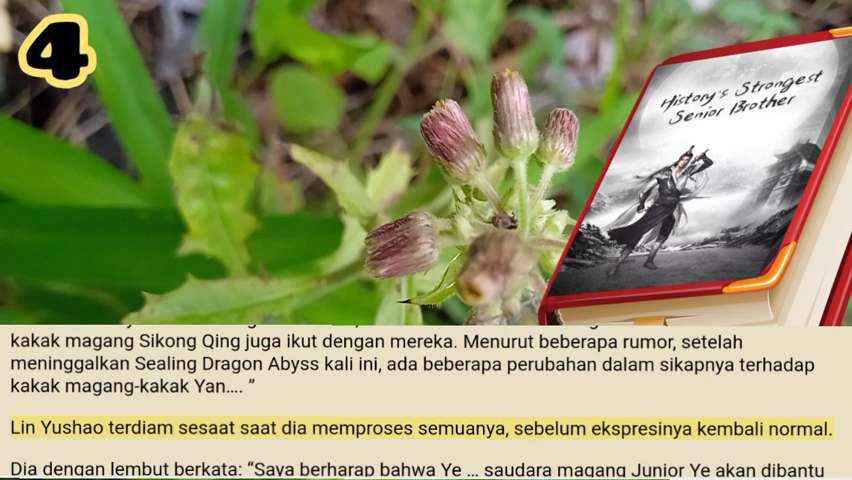 4
History's Strongest
Senior Brother
kakak magang Sikong Qing juga ikut dengan mereka. Menurut beberapa rumor, setelah
meninggalkan Sealing Dragon Abyss kali ini, ada beberapa perubahan dalam sikapnya terhadap
kakak magang-kakak Yan.... ”
Lin Yushao terdiam sesaat saat dia memproses semuanya, sebelum ekspresinya kembali normal.
Dia dengan lembut berkata: “Saya berharap bahwa Ye ... saudara magang Junior Ye akan dibantu